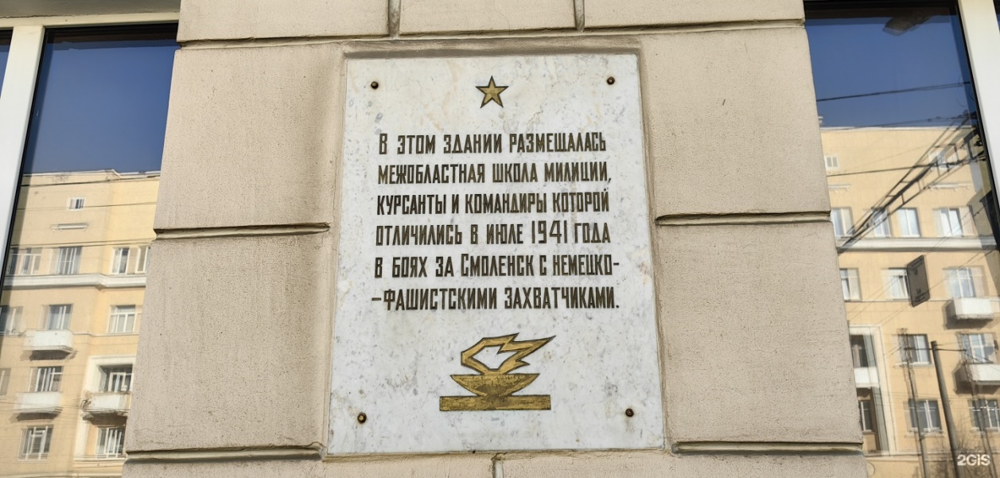 В ЭТОМ ЗДАНИИ РАЗМЕЩАЛАСЬ
МЕЖОБЛАСТНАЯ ШКОЛА МИЛИЦИИ,
КУРСАНТЫ И КОМАНДИРЫ КОТОРОЙ
ОТЛИЧИЛИСЬ В ИЮЛЕ 1941 ГОДА
В БОЯХ ЗА СМОЛЕНСК С НЕМЕЦКО-
-ФАШИСТСКИМИ ЗАХВАТЧИКАМИ.
2GIS